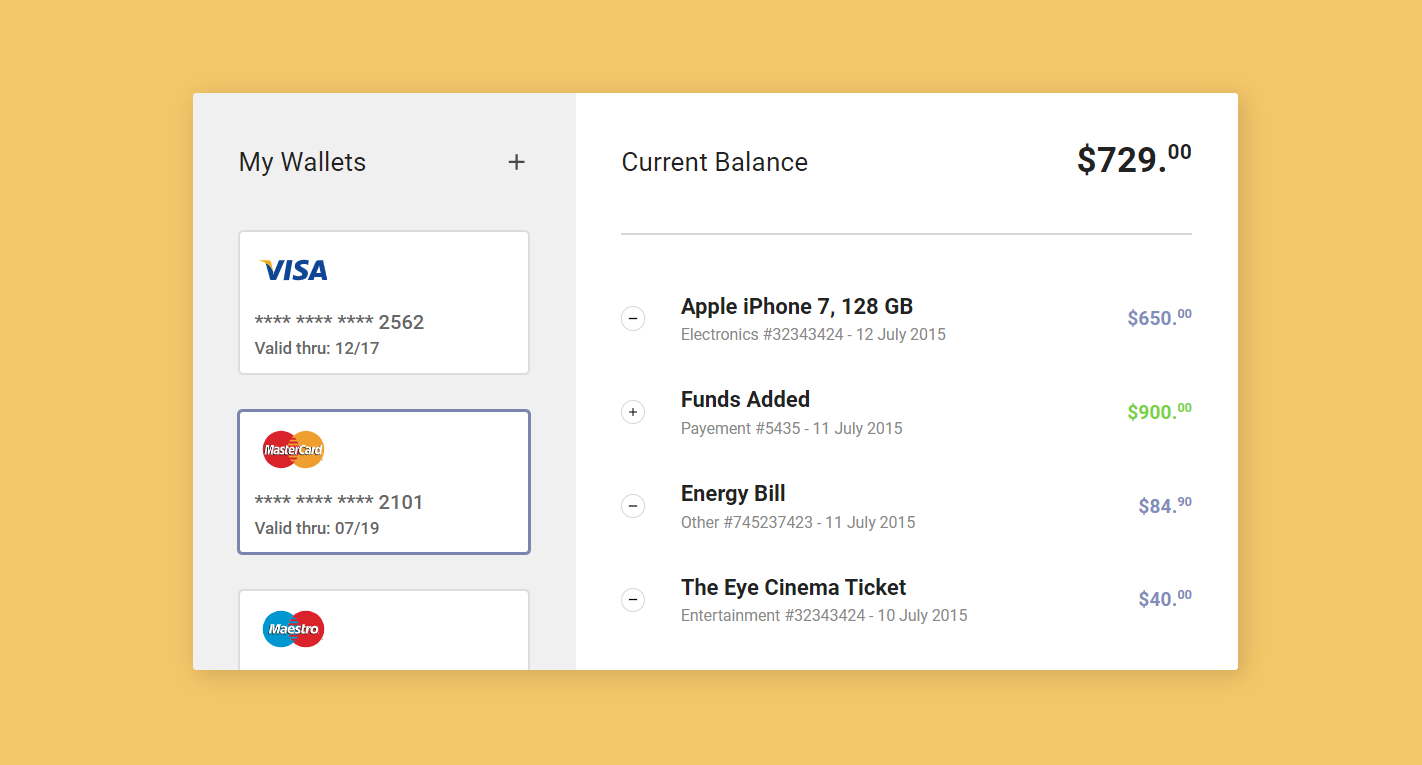 My Wallets +
VISA
**** **** **** 2562
Valid thru: 12/17
MasterCard
**** **** **** 2101
Valid thru: 07/19
Maestro
Current Balance $729.00
Apple iPhone 7, 128 GB $650.00
Electronics #32343424 - 12 July 2015
Funds Added $900.00
Payement #5435 - 11 July 2015
Energy Bill $84.90
Other #745237423 - 11 July 2015
The Eye Cinema Ticket $40.00
Entertainment #32343424 - 10 July 2015